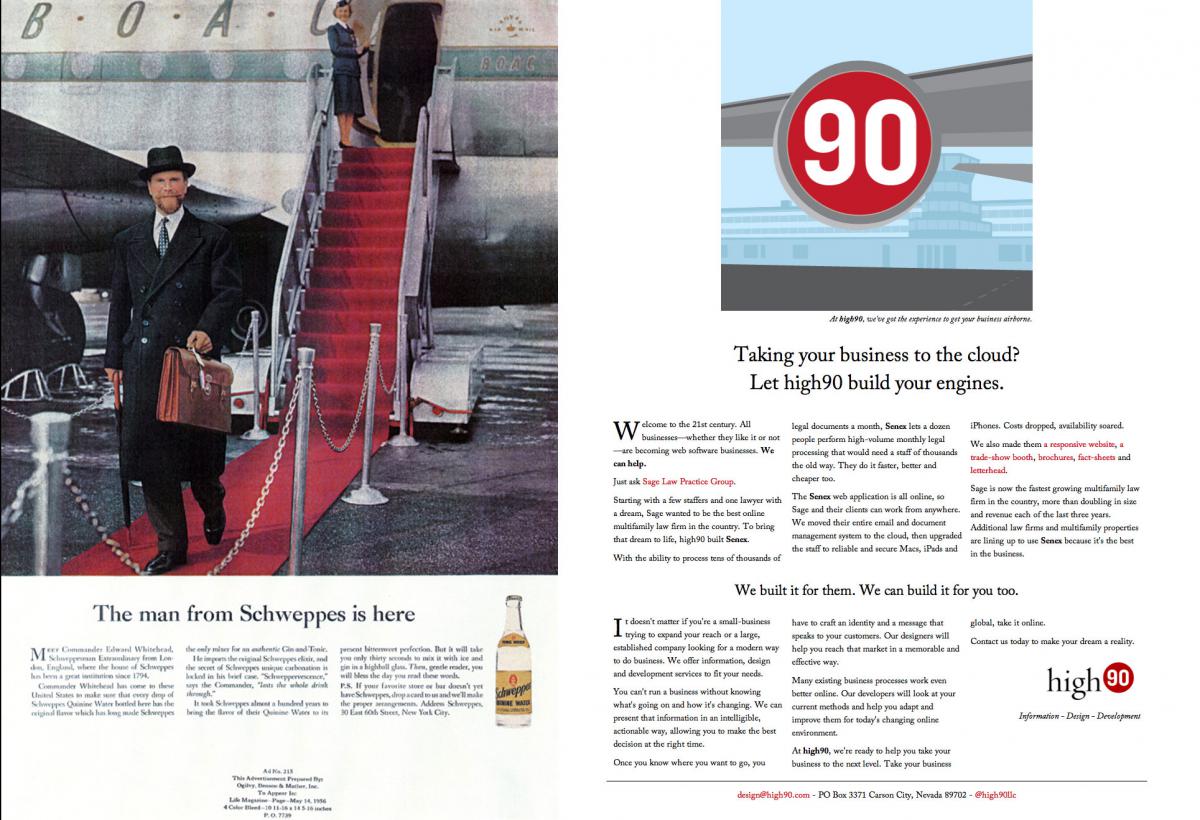 B · O · A · C
ROYAL
AIR MAIL
BOAC
The man from Schweppes is here
MEET Commander Edward Whitehead,
Schweppesman Extraordinary from Lon-
don, England, where the house of Schweppes
has been a great institution since 1794.
Commander Whitehead has come to these
United States to make sure that every drop of
Schweppes Quinine Water bottled here has the
original flavor which has long made Schweppes
the only mixer for an authentic Gin-and-Tonic.
He imports the original Schweppes elixir, and
the secret of Schweppes unique carbonation is
locked in his brief case. "Schweppervescence,"
says the Commander, "lasts the whole drink
through."
It took Schweppes almost a hundred years to
bring the flavor of their Quinine Water to its
present bittersweet perfection. But it will take
you only thirty seconds to mix it with ice and
gin in a highball glass. Then, gentle reader, you
will bless the day you read these words.
P.S. If your favorite store or bar doesn't yet
have Schweppes, drop a card to us and we'll make
the proper arrangements. Address Schweppes,
30 East 60th Street, New York City.
Schweppes
QUININE WATER
Ad No. 213
This Advertisement Prepared By:
Ogilvy, Benson & Mather, Inc.
To Appear In:
Life Magazine—Page—May 14, 1956
4 Color Bleed—10 11-16 x 14 5-16 inches
P. O. 7739
90
At high90, we've got the experience to get your business airborne.
Taking your business to the cloud?
Let high90 build your engines.
Welcome to the 21st century. All
businesses—whether they like it or not
—are becoming web software businesses. We
can help.
Just ask Sage Law Practice Group.
Starting with a few staffers and one lawyer with
a dream, Sage wanted to be the best online
multifamily law firm in the country. To bring
that dream to life, high90 built Senex.
With the ability to process tens of thousands of
legal documents a month, Senex lets a dozen
people perform high-volume monthly legal
processing that would need a staff of thousands
the old way. They do it faster, better and
cheaper too.
The Senex web application is all online, so
Sage and their clients can work from anywhere.
We moved their entire email and document
management system to the cloud, then upgraded
the staff to reliable and secure Macs, iPads and
iPhones. Costs dropped, availability soared.
We also made them a responsive website, a
trade-show booth, brochures, fact-sheets and
letterhead.
Sage is now the fastest growing multifamily law
firm in the country, more than doubling in size
and revenue each of the last three years.
Additional law firms and multifamily properties
are lining up to use Senex because it's the best
in the business.
We built it for them. We can build it for you too.
It doesn't matter if you're a small-business
trying to expand your reach or a large,
established company looking for a modern way
to do business. We offer information, design
and development services to fit your needs.
You can't run a business without knowing
what's going on and how it's changing. We can
present that information in an intelligible,
actionable way, allowing you to make the best
decision at the right time.
Once you know where you want to go, you
have to craft an identity and a message that
speaks to your customers. Our designers will
help you reach that market in a memorable and
effective way.
Many existing business processes work even
better online. Our developers will look at your
current methods and help you adapt and
improve them for today's changing online
environment.
At high90, we're ready to help you take your
business to the next level. Take your business
global, take it online.
Contact us today to make your dream a reality.
high90
Information - Design - Development
design@high90.com - PO Box 3371 Carson City, Nevada 89702 - @high90llc